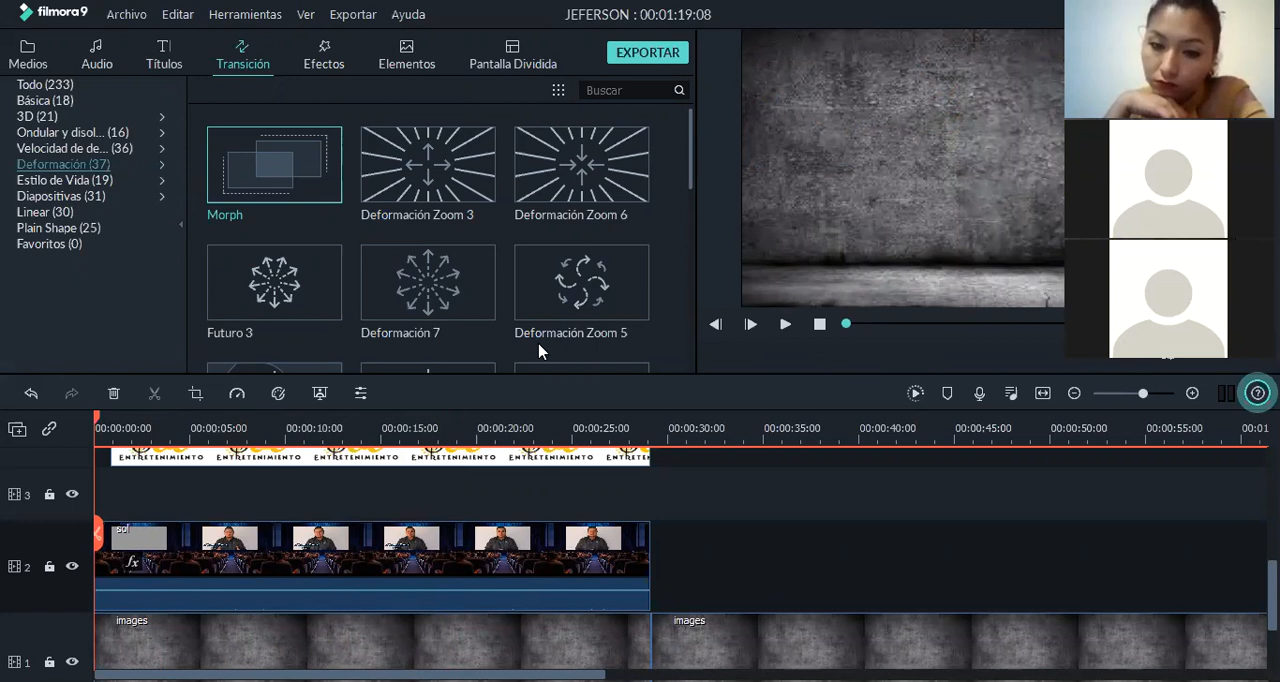 filmora9 Archivo Editar Herramientas Ver Exportar Ayuda JEFERSON : 00:01:19:08
Medios Audio Títulos Transición Efectos Elementos Pantalla Dividida EXPORTAR
Todo (233)
Básica (18)
3D (21)
Ondular y disol... (16)
Velocidad de de... (36)
Deformación (37)
Estilo de Vida (19)
Diapositivas (31)
Linear (30)
Plain Shape (25)
Favoritos (0)
Buscar
Morph Deformación Zoom 3 Deformación Zoom 6
Futuro 3 Deformación 7 Deformación Zoom 5
00:00:00:00 00:00:05:00 00:00:10:00 00:00:15:00 00:00:20:00 00:00:25:00 00:00:30:00 00:00:35:00 00:00:40:00 00:00:45:00 00:00:50:00 00:00:55:00 00:01
ENTRETENIMIENTO ENTRETENIMIENTO ENTRETENIMIENTO ENTRETENIMIENTO ENTRETENIMIENTO ENTRETE
3
sol
fx
2
images images
1